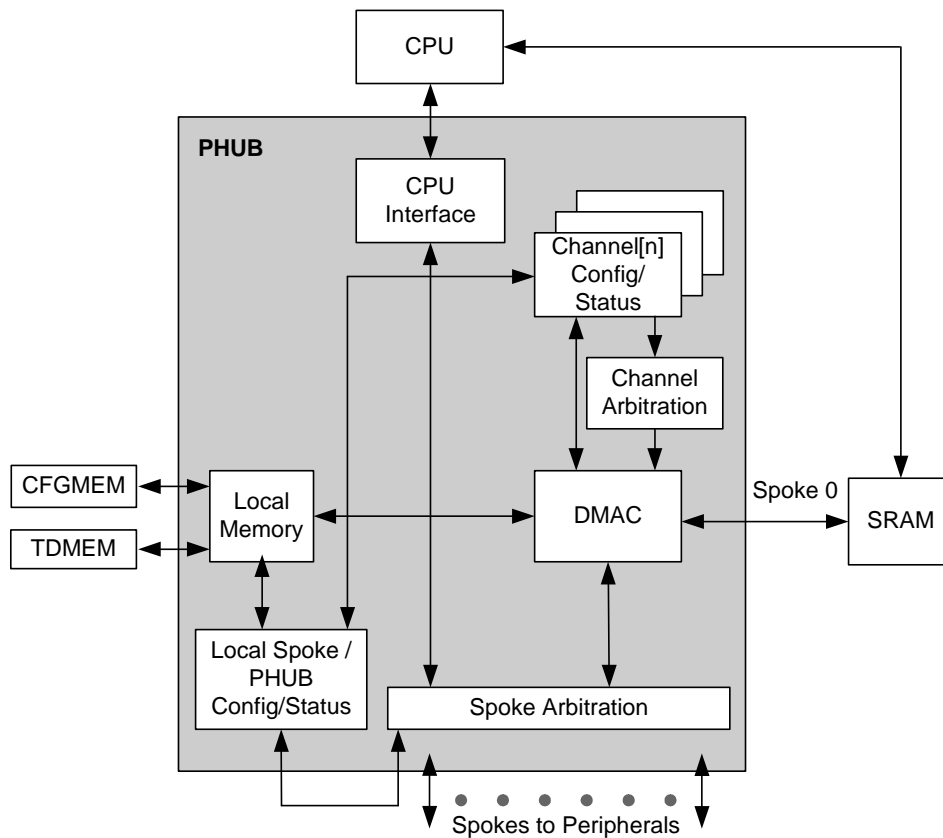 CPU
PHUB
CPU
Interface
Channel[n]
Config/
Status
Channel
Arbitration
CFGMEM
TDMEM
Local
Memory
DMAC
Spoke 0
SRAM
Local Spoke /
PHUB
Config/Status
Spoke Arbitration
Spokes to Peripherals